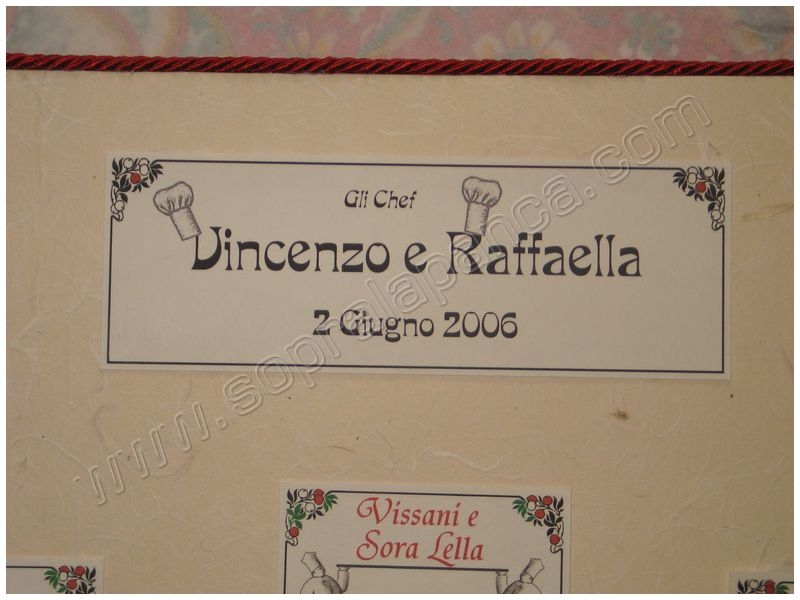 Gli Chef
Vincenzo e Raffaella
2 Giugno 2006
www.sopralapanca.com
Vissani e
Sora Lella